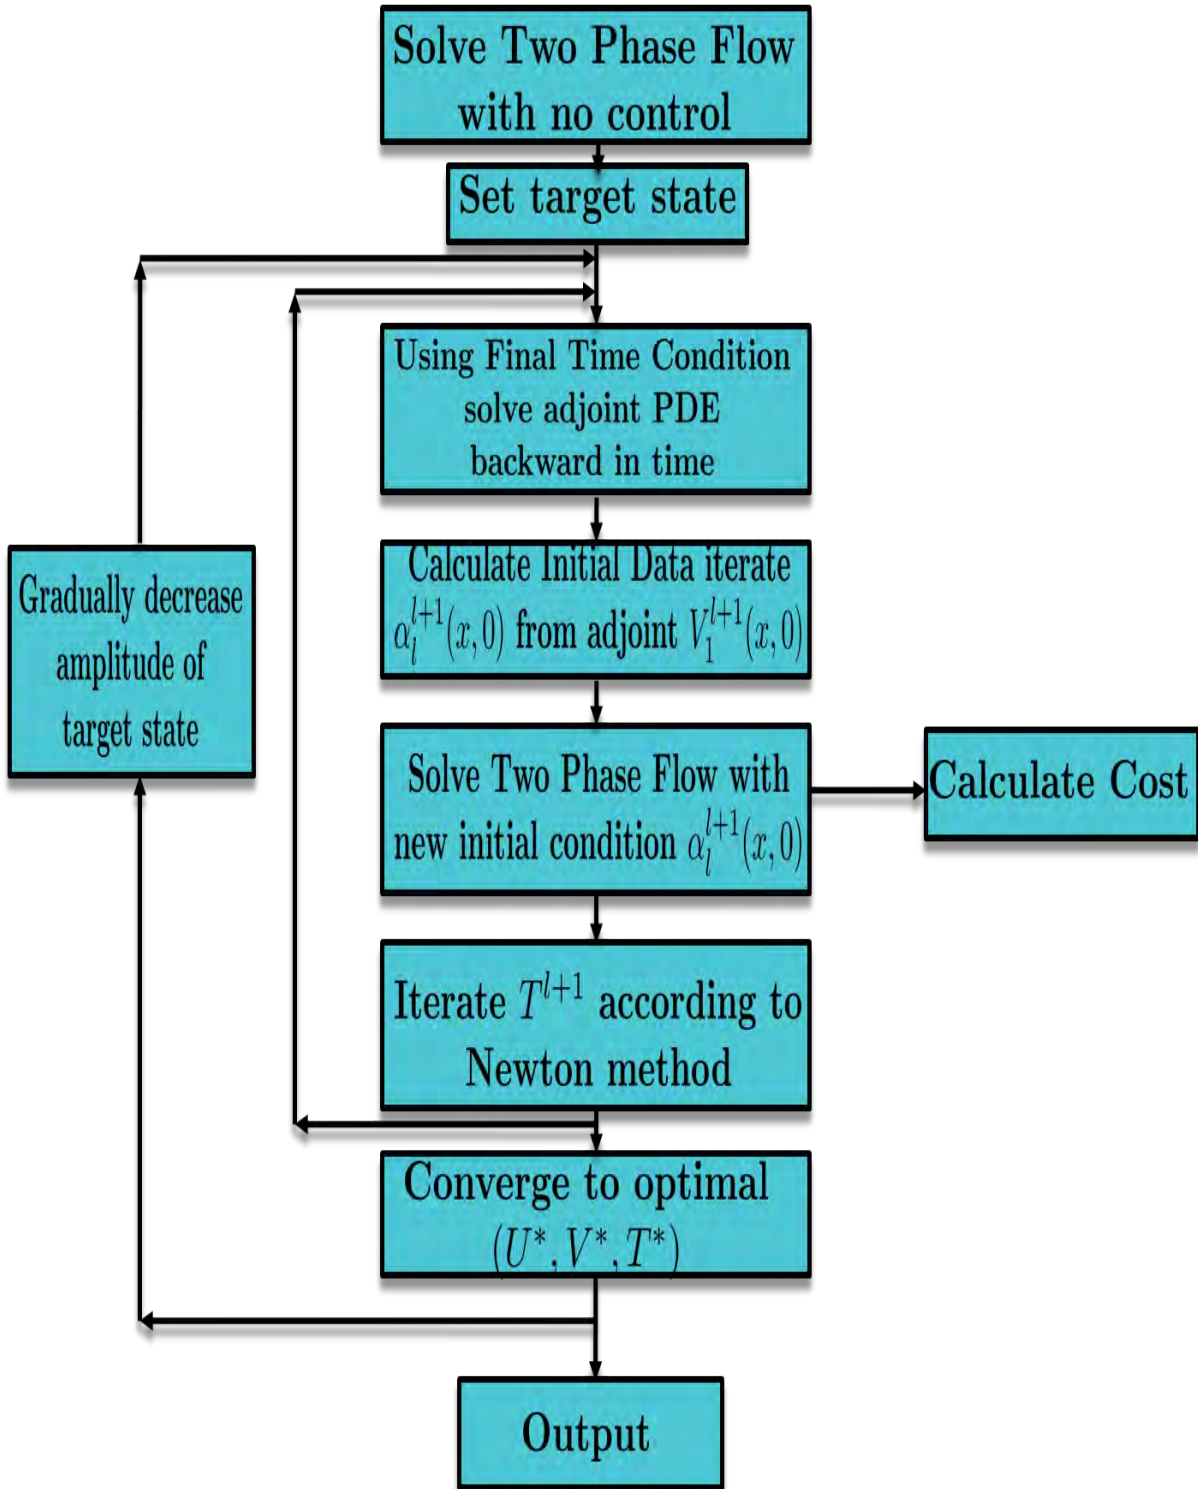 Solve Two Phase Flow
with no control
Set target state
Using Final Time Condition
solve adjoint PDE
backward in time
Calculate Initial Data iterate
α_l^{l+1}(x, 0) from adjoint V_1^{l+1}(x, 0)
Gradually decrease
amplitude of
target state
Solve Two Phase Flow with
new initial condition α_l^{l+1}(x, 0)
Calculate Cost
Iterate T^{l+1} according to
Newton method
Converge to optimal
(U*, V*, T*)
Output